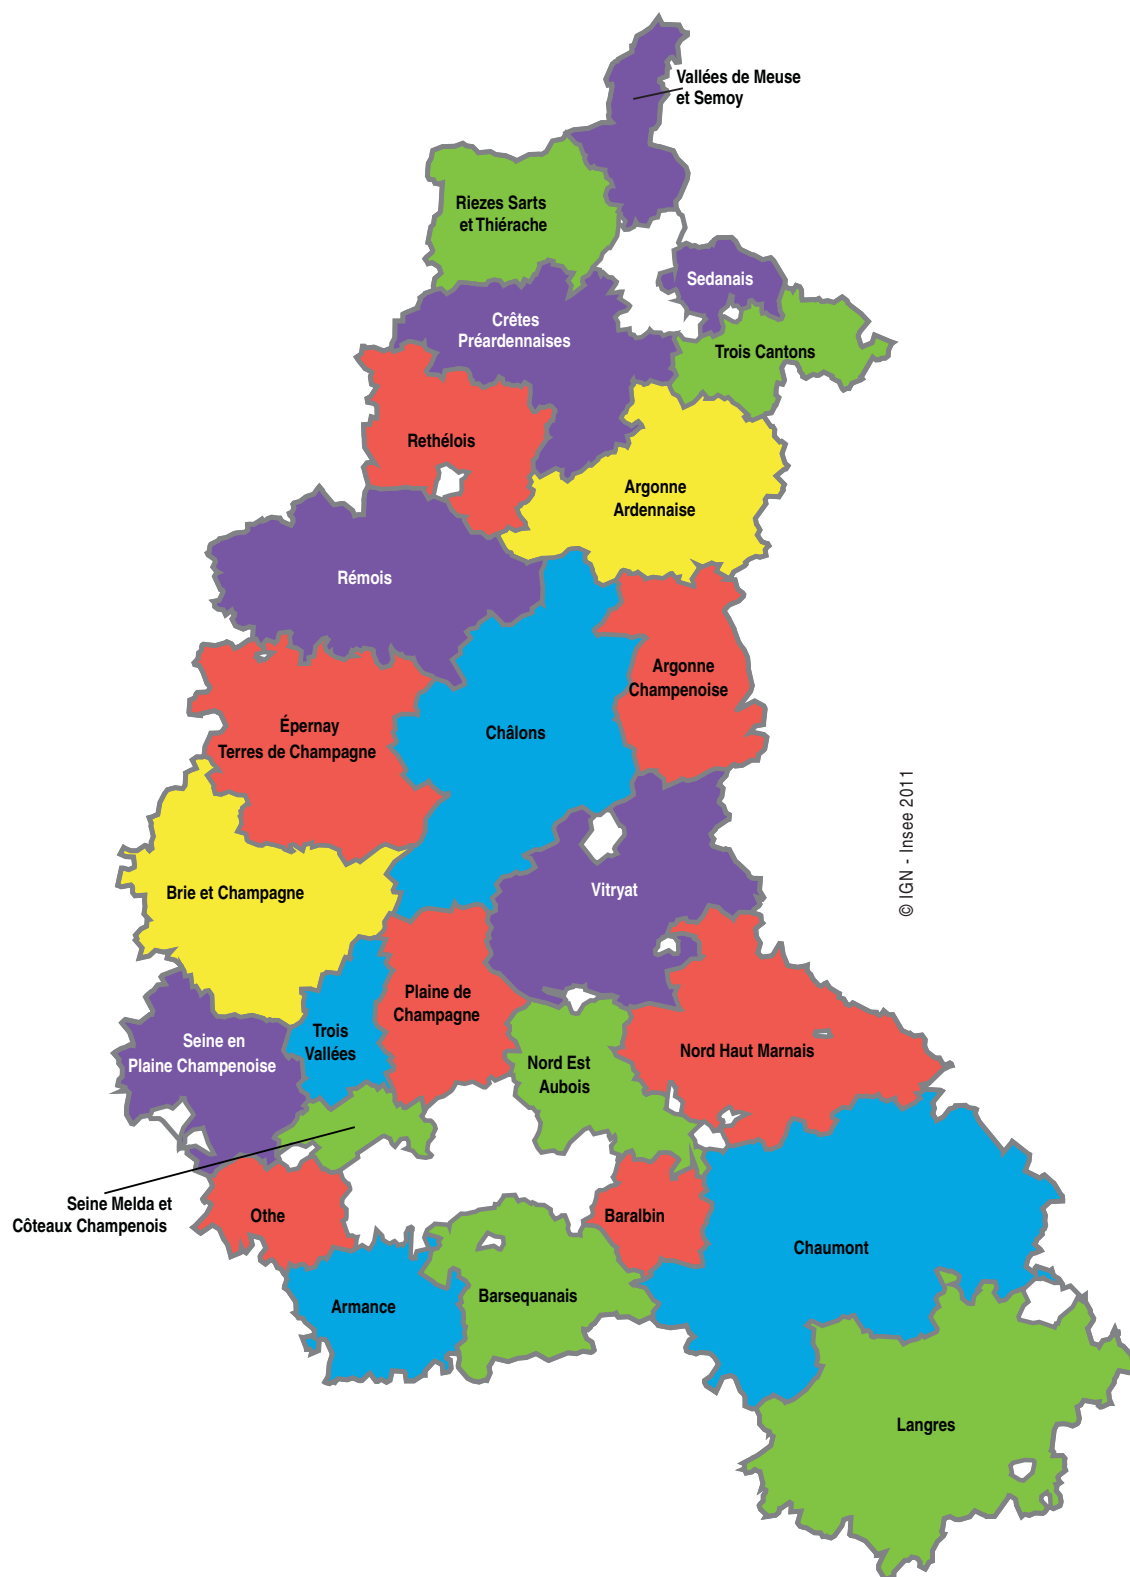 Vallées de Meuse
et Semoy
Riezes Sarts
et Thiérache
Sedanais
Crêtes
Préardennaises
Trois Cantons
Rethélois
Argonne
Ardennaise
Rémois
Argonne
Champenoise
Épernay
Terres de Champagne
Châlons
© IGN - Insee 2011
Brie et Champagne
Vitryat
Plaine de
Champagne
Trois
Vallées
Seine en
Plaine Champenoise
Nord Est
Aubois
Nord Haut Marnais
Seine Melda et
Côteaux Champenois
Othe
Baralbin
Chaumont
Armance
Barsequanais
Langres